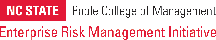 NC STATE Poole College of Management
Enterprise Risk Management Initiative